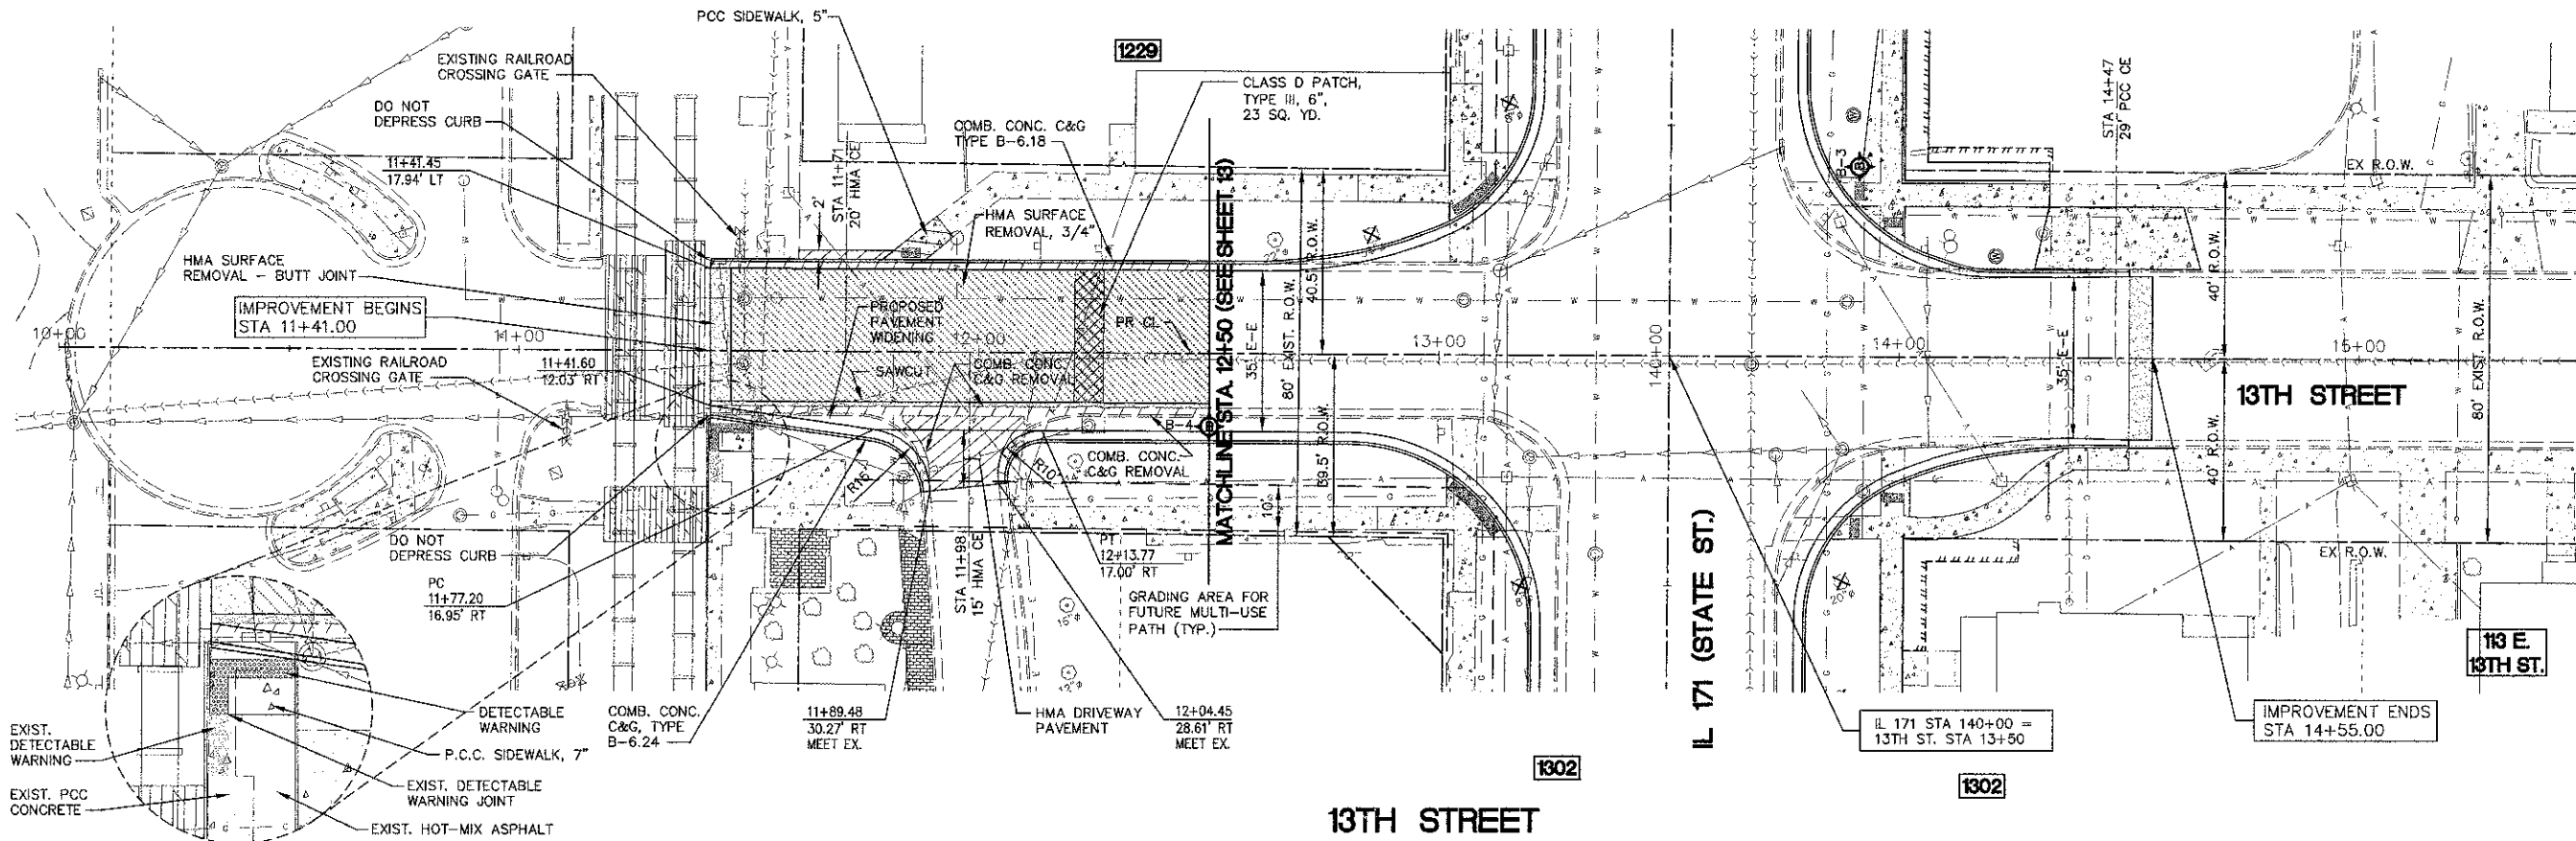 PCC SIDEWALK, 5"
1229
EXISTING RAILROAD
CROSSING GATE
DO NOT
DEPRESS CURB
11+41.45
17.94' LT
HMA SURFACE
REMOVAL - BUTT JOINT
IMPROVEMENT BEGINS
STA 11+41.00
10+00
11+00
EXISTING RAILROAD
CROSSING GATE
11+41.60
12.03' RT
2'
STA 11+71
20' HMA CE
COMB. CONC. C&G
TYPE B-6.18
CLASS D PATCH,
TYPE III, 6",
23 SQ. YD.
HMA SURFACE
REMOVAL, 3/4"
PROPOSED
PAVEMENT
WIDENING
12+00
PR CL
SAWCUT
COMB. CONC.
C&G REMOVAL
MATCHLINE STA. 12+50 (SEE SHEET 13)
35' E-E
80' EXIST. R.O.W.
40.5' R.O.W.
39.5' R.O.W.
13+00
B-4
COMB. CONC.
C&G REMOVAL
R10'
10'
DO NOT
DEPRESS CURB
PC
11+77.20
16.95' RT
STA 11+98
15' HMA CE
PT
12+13.77
17.00' RT
GRADING AREA FOR
FUTURE MULTI-USE
PATH (TYP.)
COMB. CONC.
C&G, TYPE
B-6.24
11+89.48
30.27' RT
MEET EX.
HMA DRIVEWAY
PAVEMENT
12+04.45
28.61' RT
MEET EX.
EXIST.
DETECTABLE
WARNING
EXIST. PCC
CONCRETE
DETECTABLE
WARNING
P.C.C. SIDEWALK, 7"
EXIST. DETECTABLE
WARNING JOINT
EXIST. HOT-MIX ASPHALT
140+00
IL 171 (STATE ST.)
B-3
STA 14+47
29' PCC CE
EX R.O.W.
14+00
35' E-E
40' R.O.W.
40' R.O.W.
80' EXIST. R.O.W.
15+00
13TH STREET
EX R.O.W.
113 E.
13TH ST.
IL 171 STA 140+00 =
13TH ST. STA 13+50
IMPROVEMENT ENDS
STA 14+55.00
1302
1302
13TH STREET